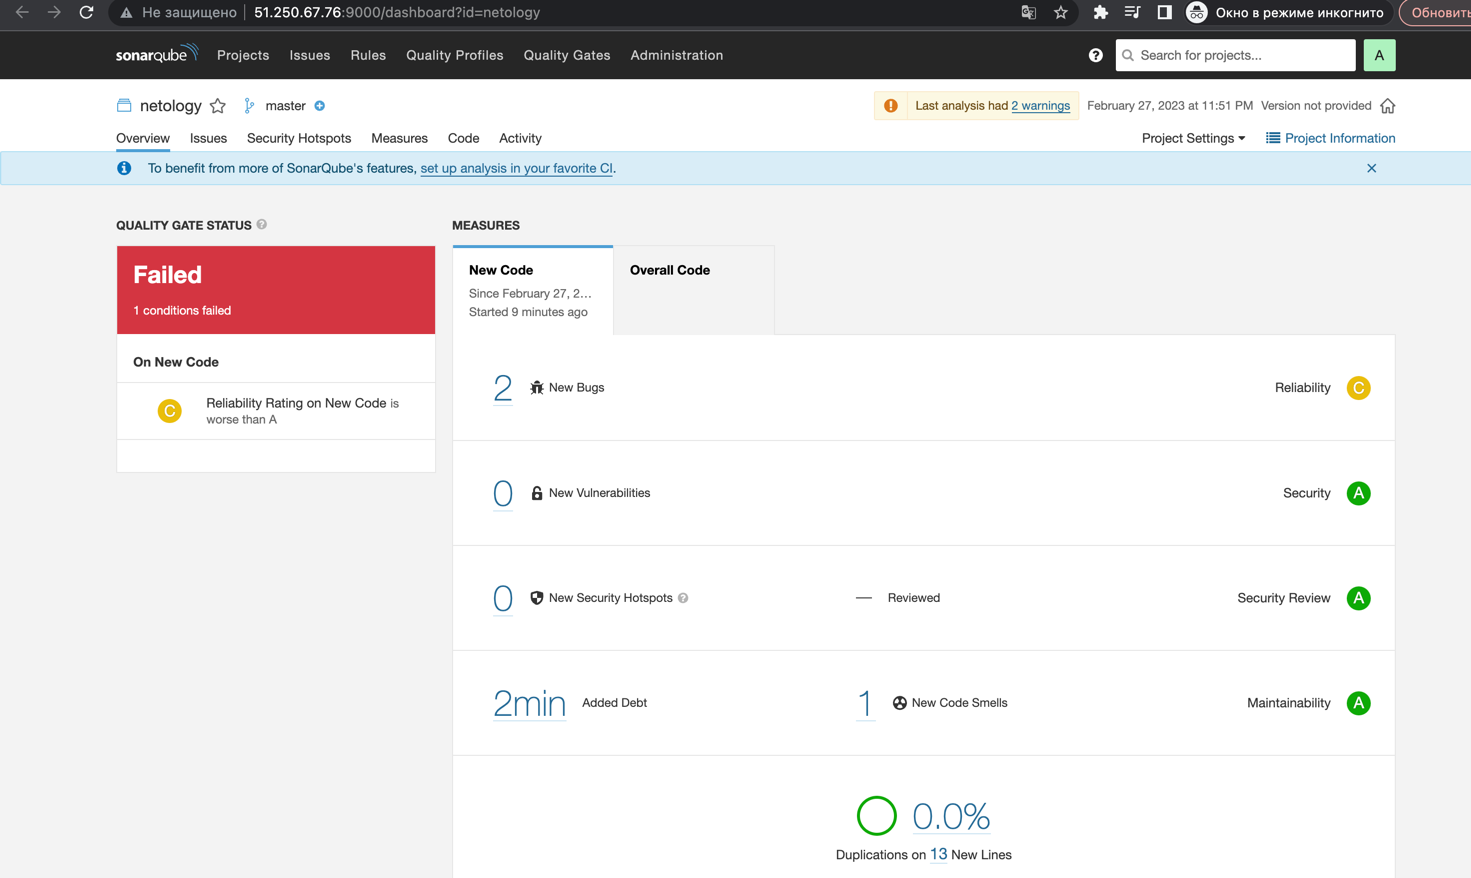 Не защищено 51.250.67.76:9000/dashboard?id=netology Окно в режиме инкогнито Обновить
sonarqube Projects Issues Rules Quality Profiles Quality Gates Administration ? Search for projects... A
netology master Last analysis had 2 warnings February 27, 2023 at 11:51 PM Version not provided
Overview Issues Security Hotspots Measures Code Activity Project Settings Project Information
To benefit from more of SonarQube's features, set up analysis in your favorite CI.
QUALITY GATE STATUS ?
Failed
1 conditions failed
On New Code
C Reliability Rating on New Code is
worse than A
MEASURES
New Code
Since February 27, 2…
Started 9 minutes ago
Overall Code
2 New Bugs Reliability C
0 New Vulnerabilities Security A
0 New Security Hotspots ? — Reviewed Security Review A
2min Added Debt 1 New Code Smells Maintainability A
0.0%
Duplications on 13 New Lines